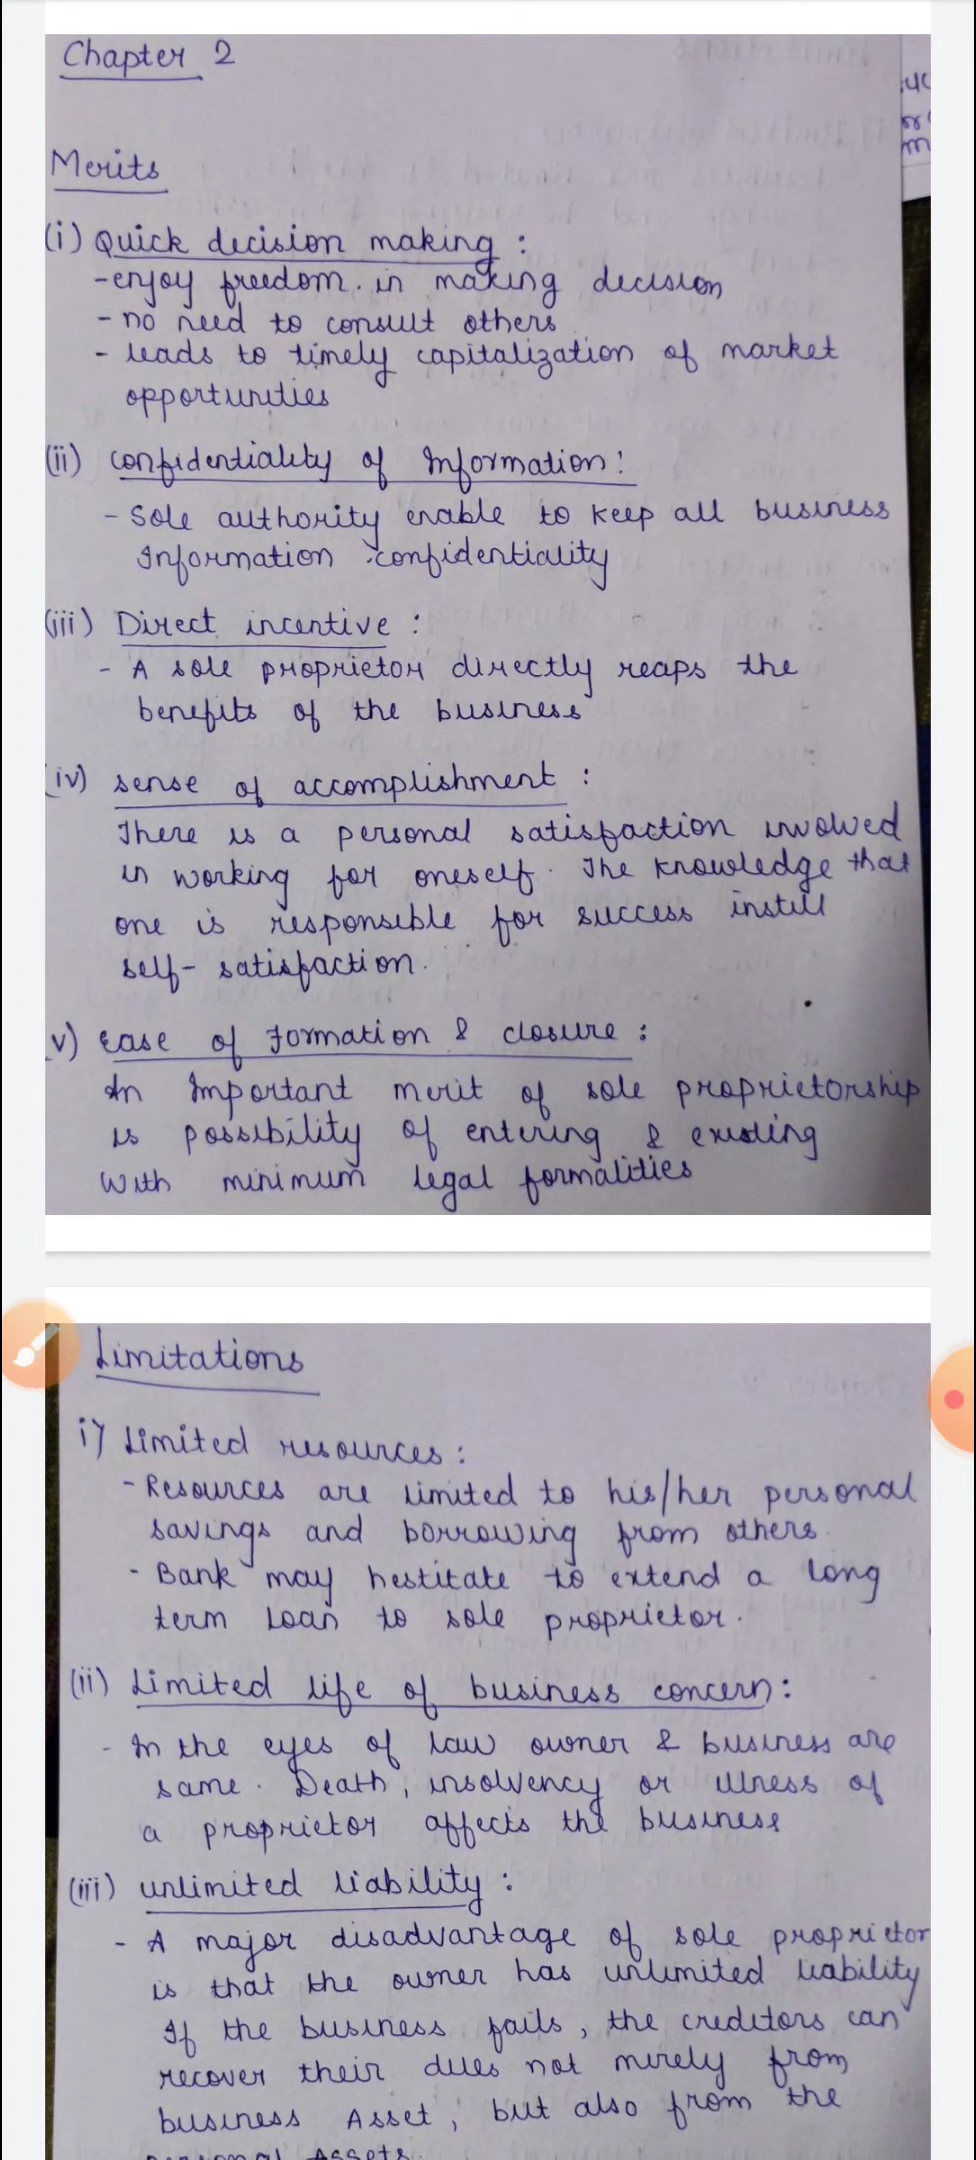 Chapter 2
Merits
(i) Quick decision making :
-enjoy freedom in making decision
- no need to consult others
- leads to timely capitalization of market
opportunities
(ii) confidentiality of Information:
- Sole authority enable to keep all business
Information confidentiality
(iii) Direct incentive :
- A sole proprietor directly reaps the
benefits of the business
iv) sense of accomplishment :
There is a personal satisfaction involved
in working for oneself. The knowledge that
one is responsible for success instill
self- satisfaction.
v) ease of formation & closure :
An Important merit of sole proprietorship
is possibility of entering & existing
with minimum legal formalities
Limitations
i) Limited resources :
- Resources are limited to his/her personal
savings and borrowing from others.
- Bank may hestitate to extend a long
term loan to sole proprietor.
(ii) Limited life of business concern :
- In the eyes of law owner & business are
same. Death, insolvency or illness of
a proprietor affects the business
(iii) unlimited liability :
- A major disadvantage of sole proprietor
is that the owner has unlimited liability
If the business fails, the creditors can
recover their dues not merely from
business Asset, but also from the
personal Assets.